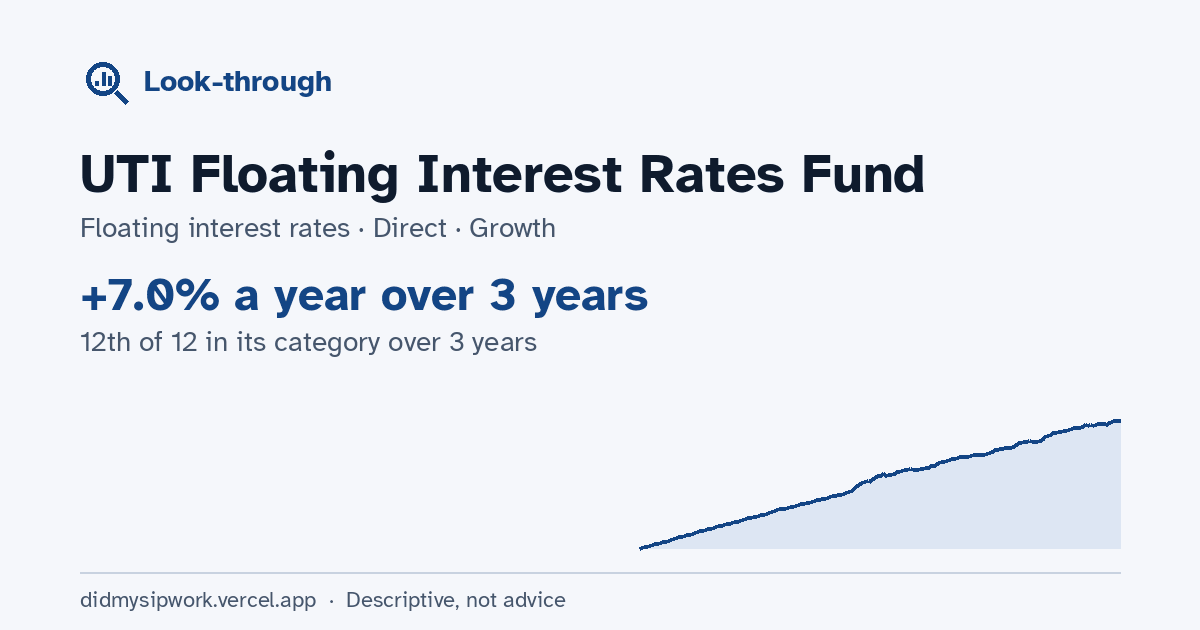 Look-through
UTI Floating Interest Rates Fund
Floating interest rates · Direct · Growth
+7.0% a year over 3 years
12th of 12 in its category over 3 years
didmysipwork.vercel.app · Descriptive, not advice